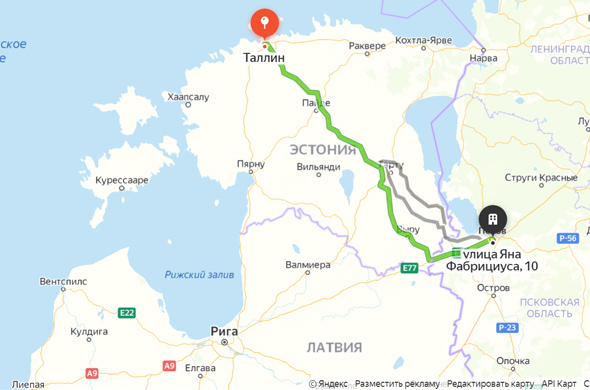 ское
е
Таллин
Кохтла-Ярве
Раквере
Нарва
ЛЕНИНГРАД
ОБЛАСТЬ
Хаапсалу
Пайде
ЭСТОНИЯ
Тарту
Пярну
Вильянди
Курессааре
Струги Красные
Лу
Псков
Выру
P-56
улица Яна
Фабрициуса, 10
E77
Рижский залив
Валмиера
Остров
ПСКОВСКАЯ
ОБЛАСТЬ
Вентспилс
E22
P-23
Кулдига
Рига
ЛАТВИЯ
A9
A9
Елгава
Опочка
Лиепая
© Яндекс Разместить рекламу Редактировать карту API Карт С